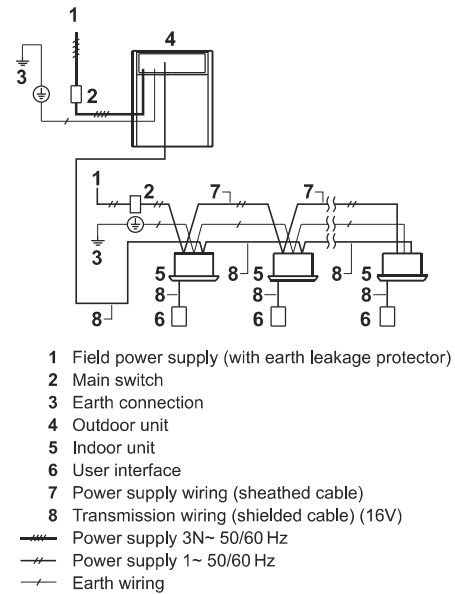 1
4
3
2
1
2
7
7
3
5
8
5
8
5
8
8
8
8
6
6
6
1 Field power supply (with earth leakage protector)
2 Main switch
3 Earth connection
4 Outdoor unit
5 Indoor unit
6 User interface
7 Power supply wiring (sheathed cable)
8 Transmission wiring (shielded cable) (16V)
Power supply 3N~ 50/60 Hz
Power supply 1~ 50/60 Hz
Earth wiring